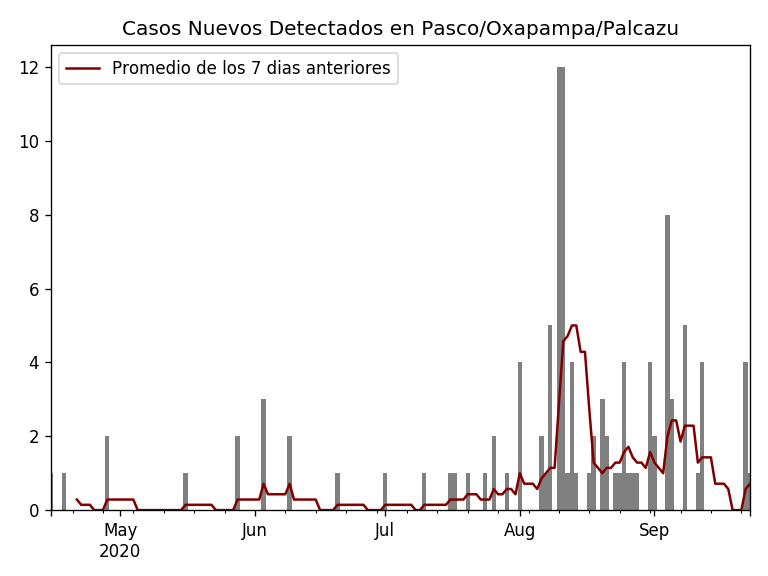 Casos Nuevos Detectados en Pasco/Oxapampa/Palcazu
Promedio de los 7 dias anteriores
12
10
8
6
4
2
0
May Jun Jul Aug Sep
2020